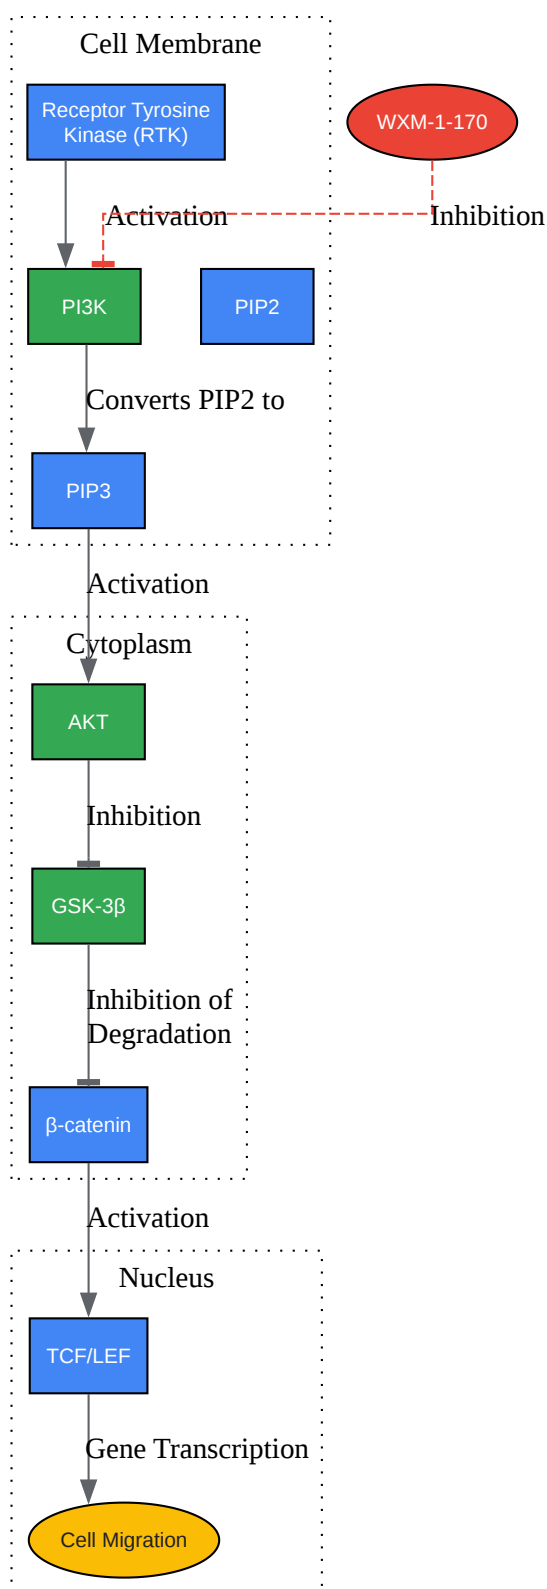 Cell Membrane
Receptor Tyrosine
Kinase (RTK)
WXM-1-170
Activation
Inhibition
PI3K
PIP2
Converts PIP2 to
PIP3
Activation
Cytoplasm
AKT
Inhibition
GSK-3β
Inhibition of
Degradation
β-catenin
Activation
Nucleus
TCF/LEF
Gene Transcription
Cell Migration